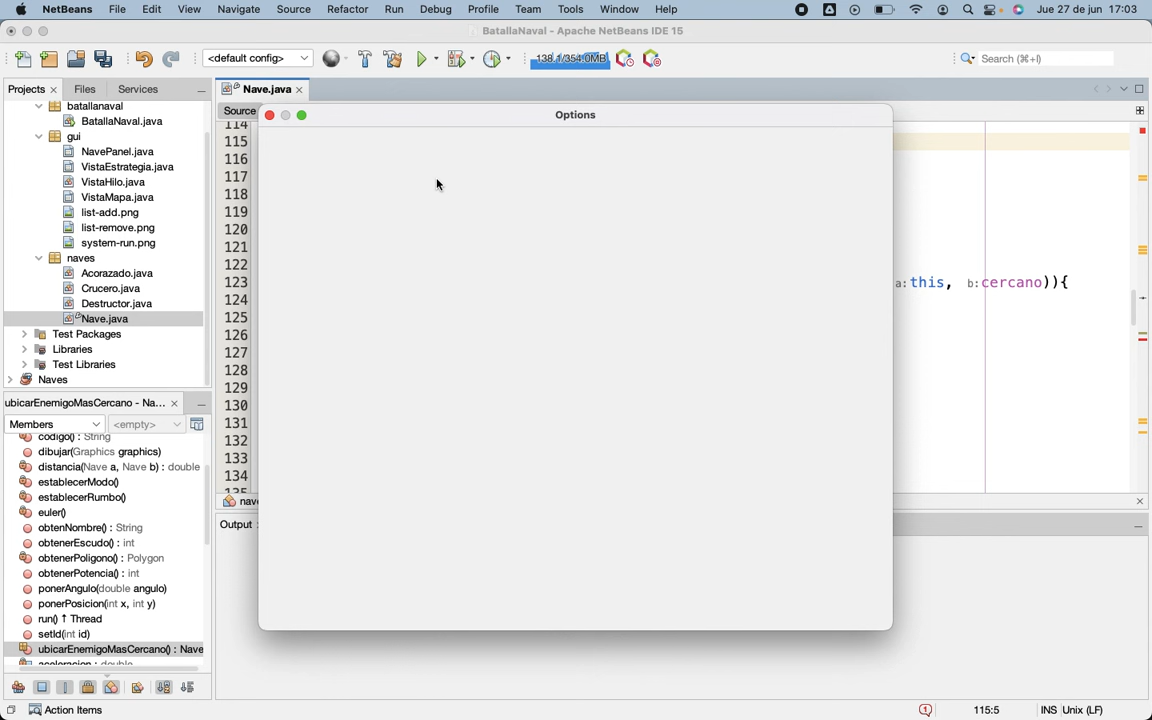 NetBeans File Edit View Navigate Source Refactor Run Debug Profile Team Tools Window Help Jue 27 de jun 17:03
BatallaNaval - Apache NetBeans IDE 15
<default config> 138.1/354.0MB Search (⌘+I)
Projects Files Services Nave.java
Source
batallanaval
BatallaNaval.java
gui
NavePanel.java
VistaEstrategia.java
VistaHilo.java
VistaMapa.java
list-add.png
list-remove.png
system-run.png
naves
Acorazado.java
Crucero.java
Destructor.java
Nave.java
Test Packages
Libraries
Test Libraries
Naves
ubicarEnemigoMasCercano - Na...
Members <empty>
codigo() : String
dibujar(Graphics graphics)
distancia(Nave a, Nave b) : double
establecerModo()
establecerRumbo()
euler()
obtenNombre() : String
obtenerEscudo() : int
obtenerPoligono() : Polygon
obtenerPotencia() : int
ponerAngulo(double angulo)
ponerPosicion(int x, int y)
run() ↑ Thread
setId(int id)
ubicarEnemigoMasCercano() : Nave
aceleracion : double
Options
114
115
116
117
118
119
120
121
122
123 a:this, b:cercano)){
124
125
126
127
128
129
130
131
132
133
134
135
nave
Output
Action Items 1 115:5 INS Unix (LF)